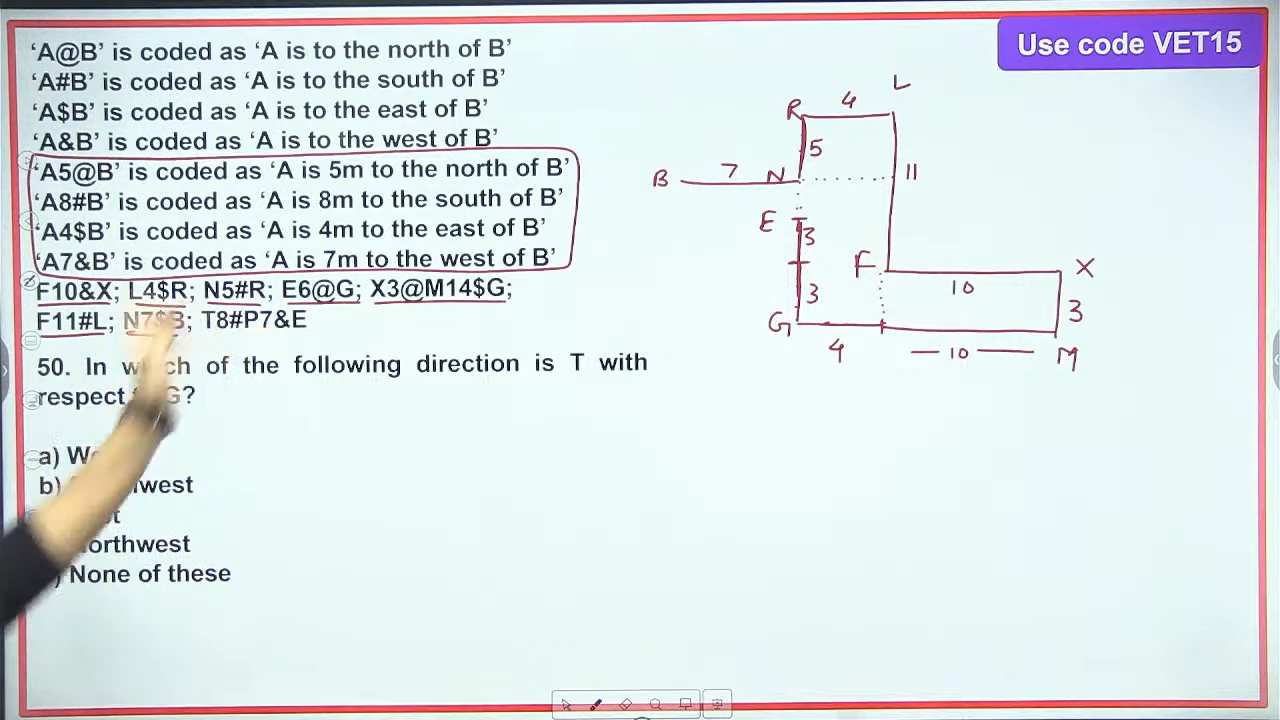 Use code VET15
‘A@B’ is coded as ‘A is to the north of B’
‘A#B’ is coded as ‘A is to the south of B’
‘A$B’ is coded as ‘A is to the east of B’
‘A&B’ is coded as ‘A is to the west of B’
‘A5@B’ is coded as ‘A is 5m to the north of B’
‘A8#B’ is coded as ‘A is 8m to the south of B’
‘A4$B’ is coded as ‘A is 4m to the east of B’
‘A7&B’ is coded as ‘A is 7m to the west of B’
F10&X; L4$R; N5#R; E6@G; X3@M14$G;
F11#L; N7$B; T8#P7&E
50. In of the following direction is T with
respect G?
a)
b)
None of these
L
R 4
5
B 7 N 11
E 3
F X
10
3 3
G
4 10 M